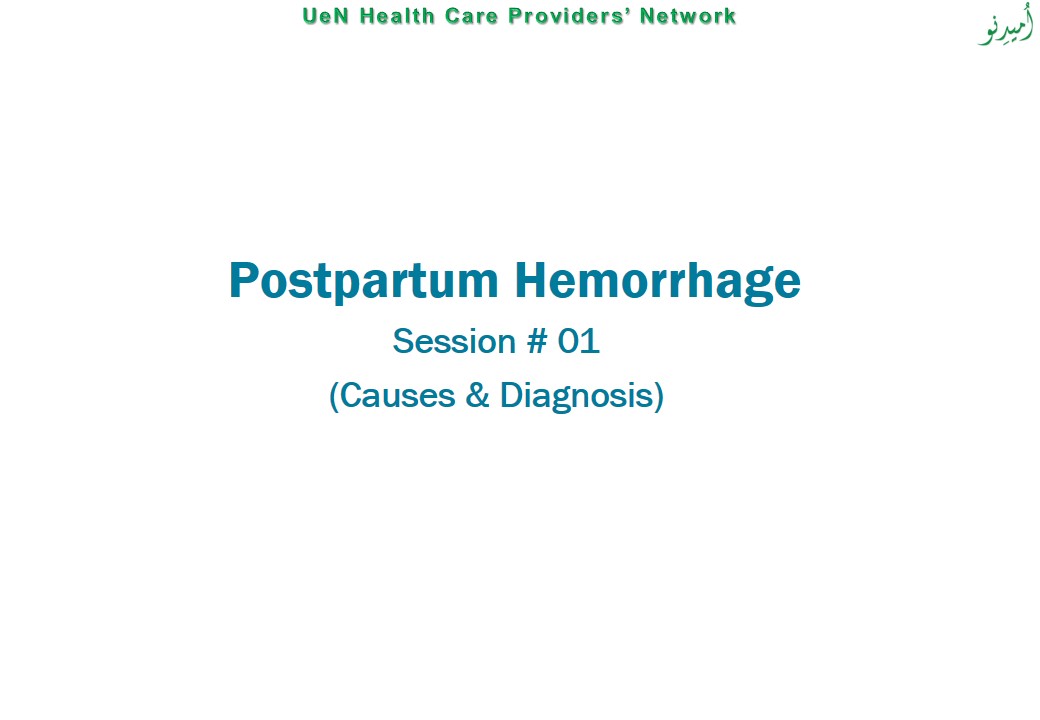 UeN Health Care Providers’ Network
أُمیدِنو
Postpartum Hemorrhage
Session # 01
(Causes & Diagnosis)